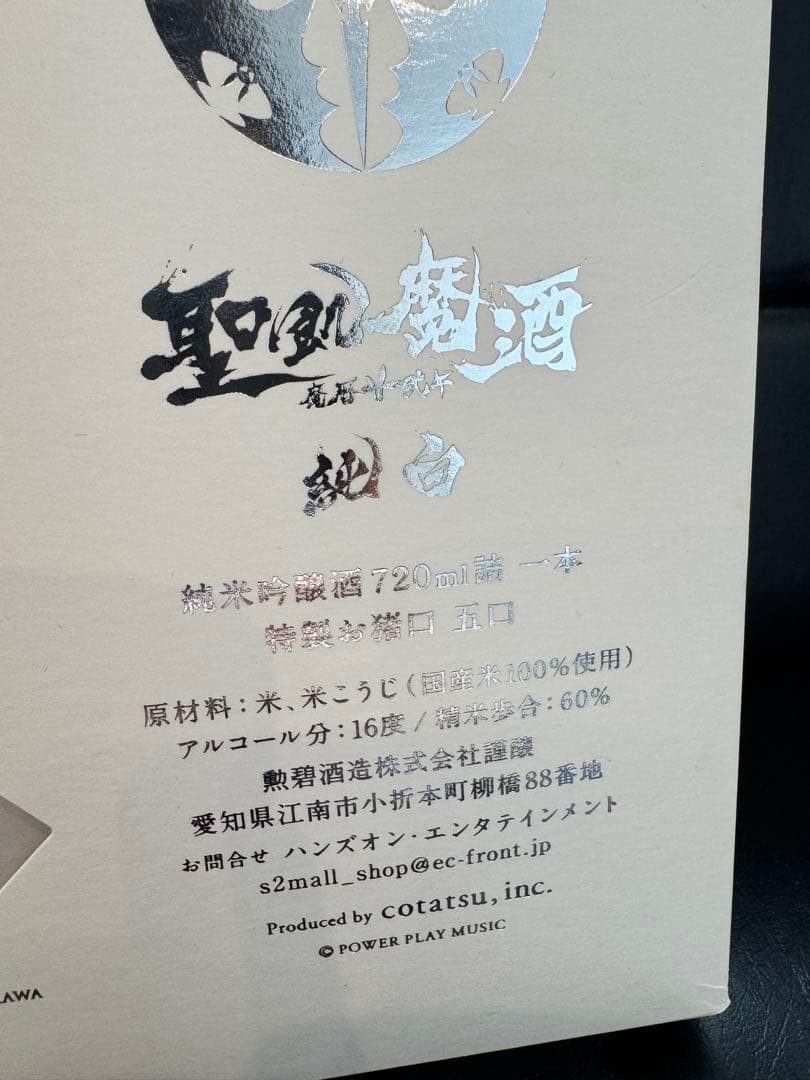 聖飢魔酒
魔暦廿弐年
純白
純米吟醸酒720ml詰 一本
特製お猪口 五口
原材料：米、米こうじ（国産米100％使用）
アルコール分：16度 / 精米歩合：60%
勲碧酒造株式会社謹醸
愛知県江南市小折本町柳橋88番地
お問合せ ハンズオン・エンタテインメント
s2mall_shop@ec-front.jp
Produced by cotatsu, inc.
© POWER PLAY MUSIC
AWA